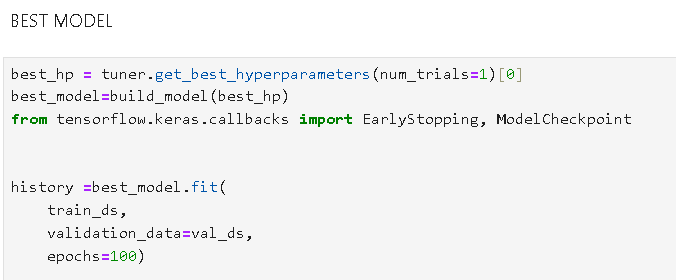 BEST MODEL
best_hp = tuner.get_best_hyperparameters(num_trials=1)[0]
best_model=build_model(best_hp)
from tensorflow.keras.callbacks import EarlyStopping, ModelCheckpoint
history =best_model.fit(
    train_ds,
    validation_data=val_ds,
    epochs=100)